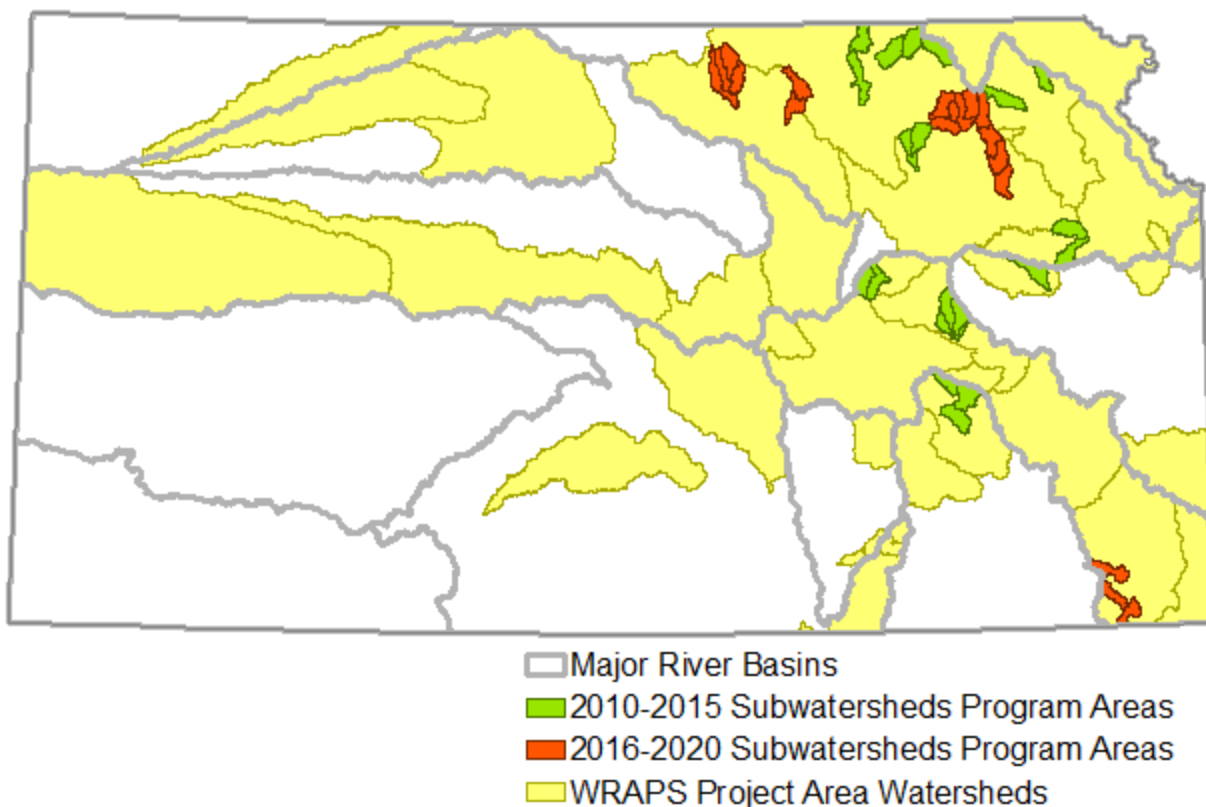 Major River Basins
2010-2015 Subwatersheds Program Areas
2016-2020 Subwatersheds Program Areas
WRAPS Project Area Watersheds